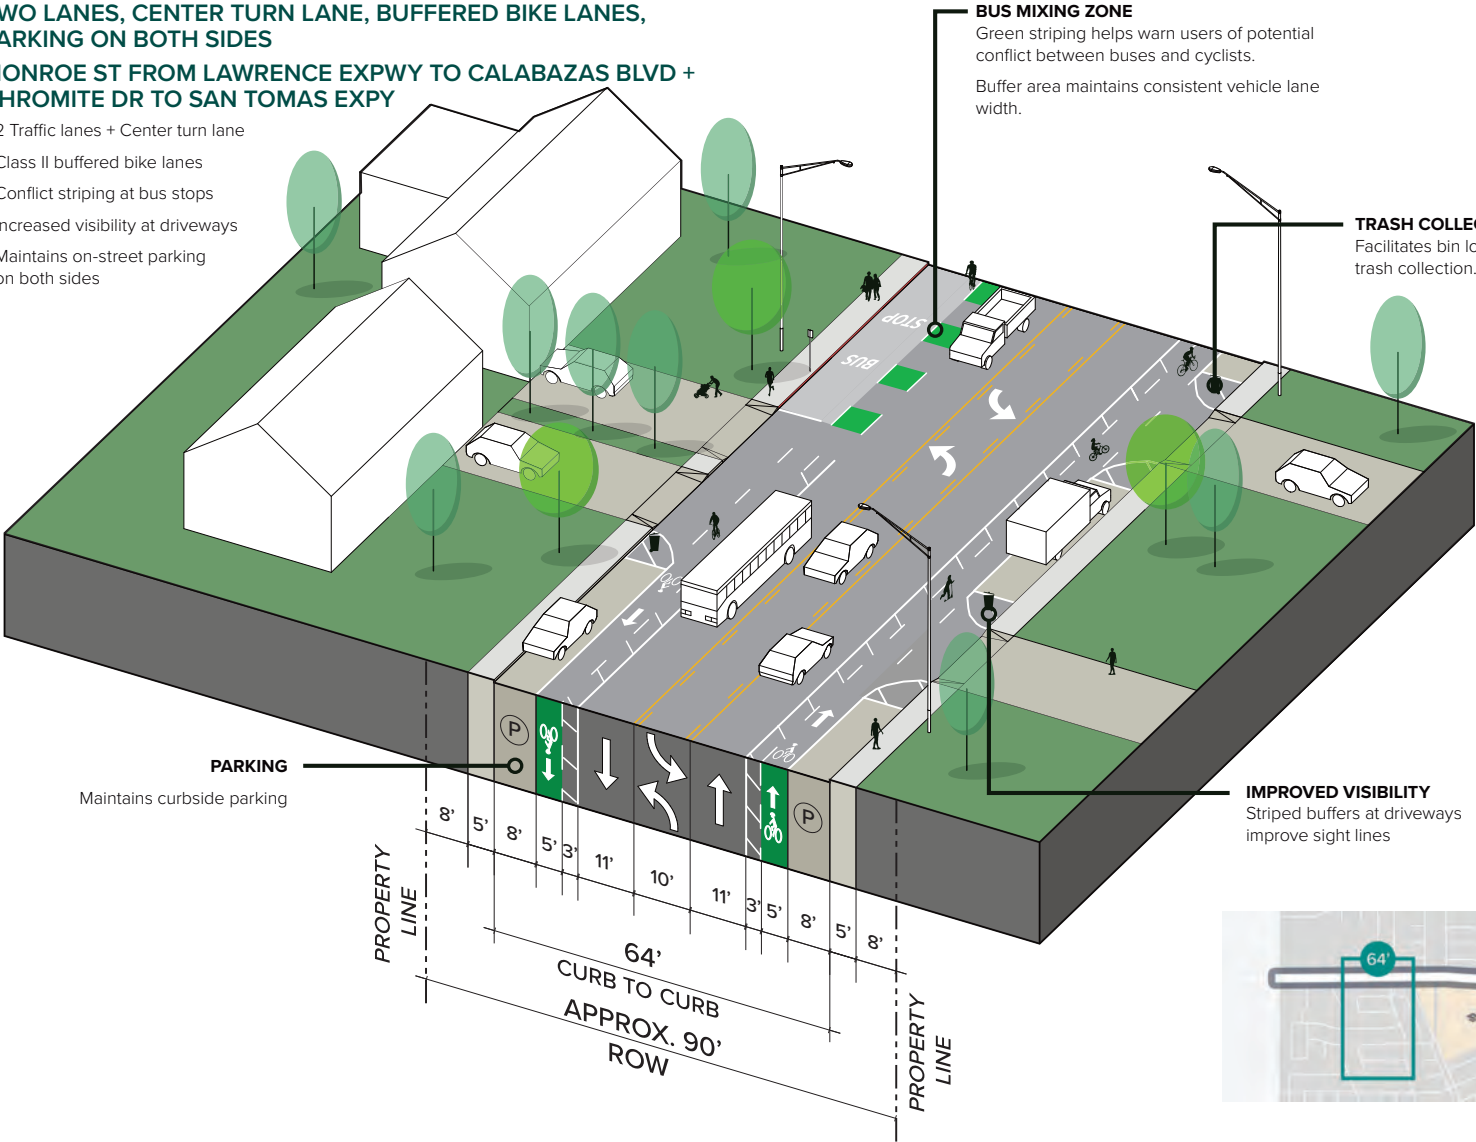 WO LANES, CENTER TURN LANE, BUFFERED BIKE LANES,
ARKING ON BOTH SIDES
ONROE ST FROM LAWRENCE EXPWY TO CALABAZAS BLVD +
HROMITE DR TO SAN TOMAS EXPY
2 Traffic lanes + Center turn lane
Class II buffered bike lanes
Conflict striping at bus stops
ncreased visibility at driveways
Maintains on-street parking
on both sides
BUS MIXING ZONE
Green striping helps warn users of potential
conflict between buses and cyclists.
Buffer area maintains consistent vehicle lane
width.
TRASH COLLEC
Facilitates bin lo
trash collection.
STOP
BUS
PARKING
Maintains curbside parking
P
P
IMPROVED VISIBILITY
Striped buffers at driveways
improve sight lines
8' 5' 8' 5' 3' 11' 10' 11' 3' 5' 8' 5' 8'
PROPERTY
LINE
64'
CURB TO CURB
APPROX. 90'
ROW
PROPERTY
LINE
64'